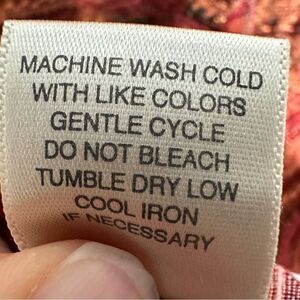 MACHINE WASH COLD
WITH LIKE COLORS
GENTLE CYCLE
DO NOT BLEACH
TUMBLE DRY LOW
COOL IRON
IF NECESSARY